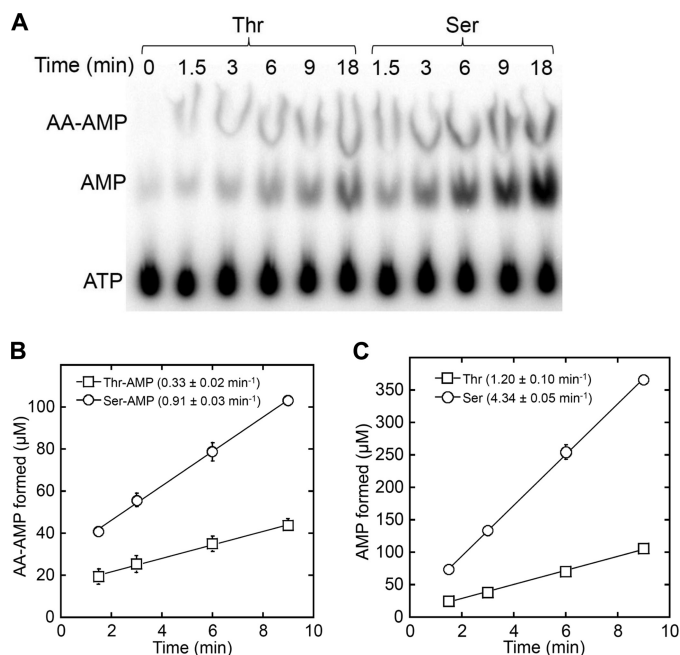 A
Thr Ser
Time (min) 0 1.5 3 6 9 18 1.5 3 6 9 18
AA-AMP
AMP
ATP
B
Thr-AMP (0.33 ± 0.02 min⁻¹)
Ser-AMP (0.91 ± 0.03 min⁻¹)
AA-AMP formed (µM)
100
80
60
40
20
0
0 2 4 6 8 10
Time (min)
C
Thr (1.20 ± 0.10 min⁻¹)
Ser (4.34 ± 0.05 min⁻¹)
AMP formed (µM)
350
300
250
200
150
100
50
0
0 2 4 6 8 10
Time (min)